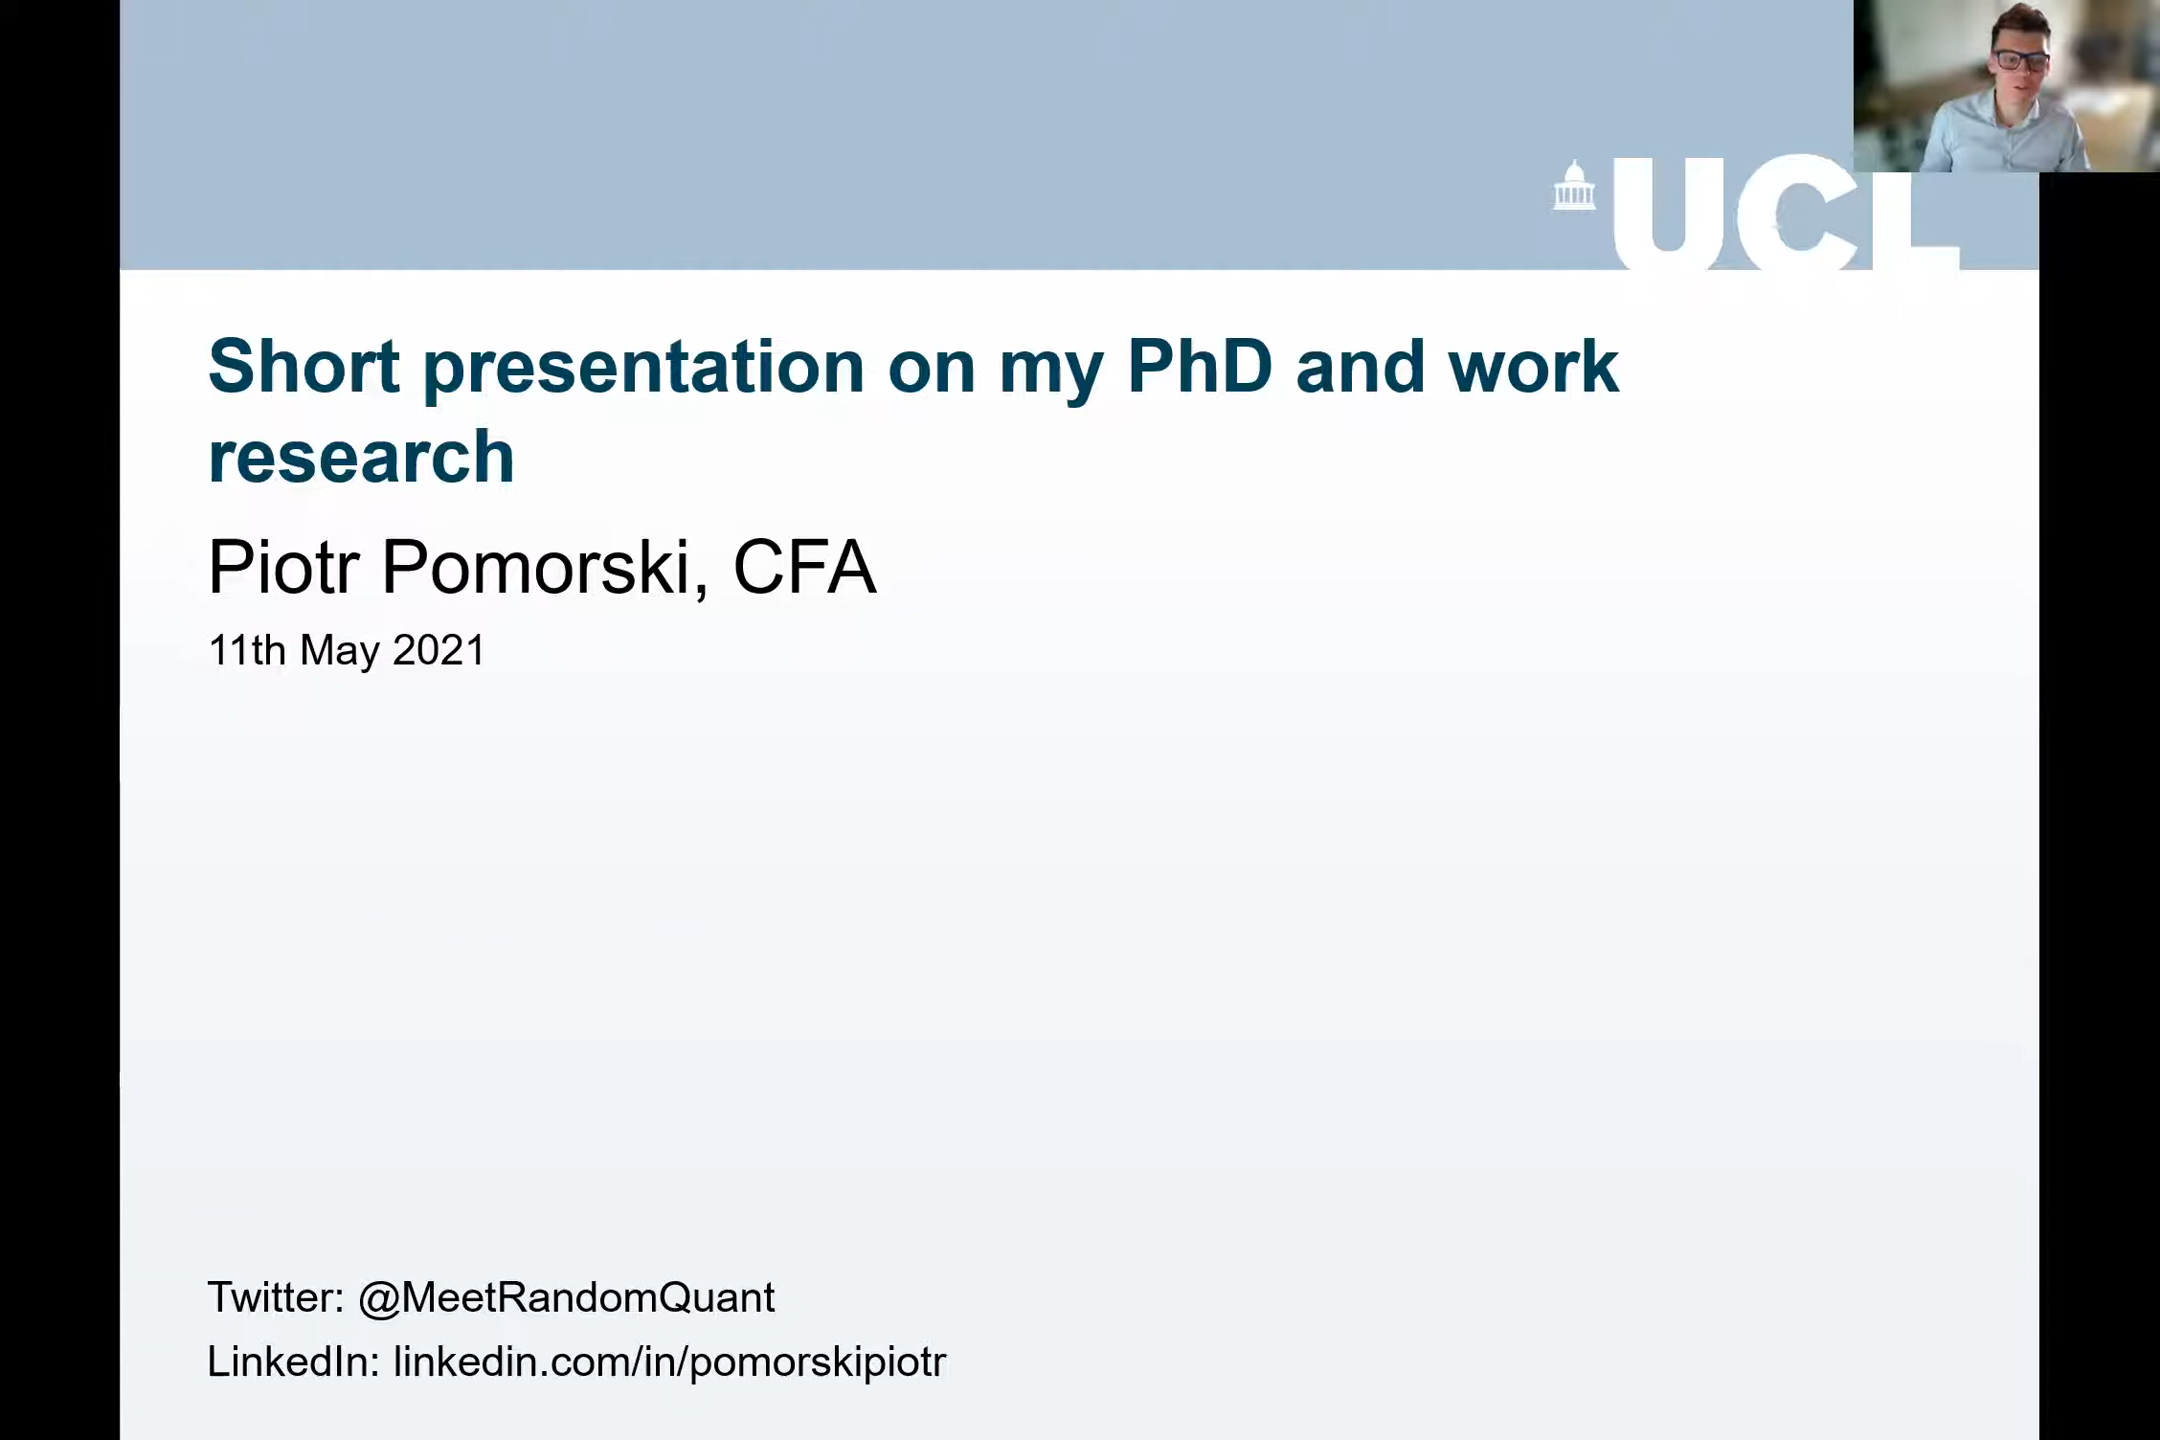 UCL
Short presentation on my PhD and work
research
Piotr Pomorski, CFA
11th May 2021
Twitter: @MeetRandomQuant
LinkedIn: linkedin.com/in/pomorskipiotr